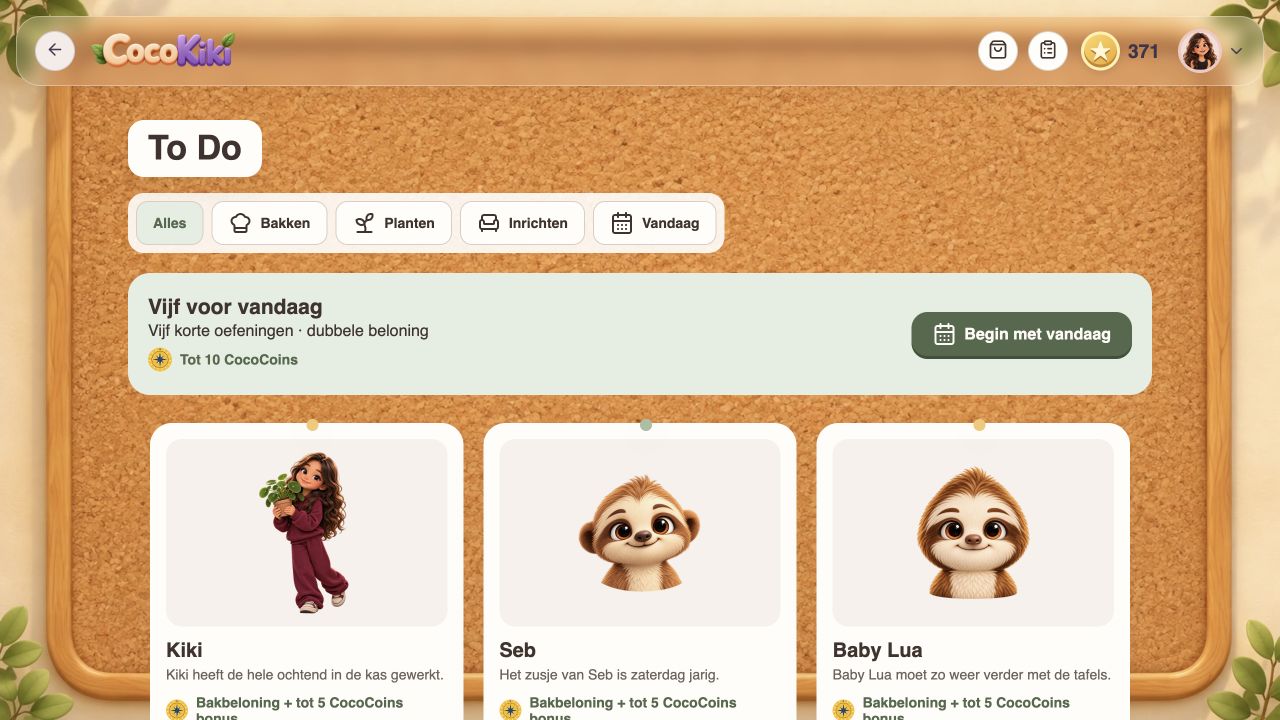 CocoKiki
371
To Do
Alles
Bakken
Planten
Inrichten
Vandaag
Vijf voor vandaag
Vijf korte oefeningen · dubbele beloning
Tot 10 CocoCoins
Begin met vandaag
Kiki
Kiki heeft de hele ochtend in de kas gewerkt.
Bakbeloning + tot 5 CocoCoins
bonus
Seb
Het zusje van Seb is zaterdag jarig.
Bakbeloning + tot 5 CocoCoins
bonus
Baby Lua
Baby Lua moet zo weer verder met de tafels.
Bakbeloning + tot 5 CocoCoins
bonus